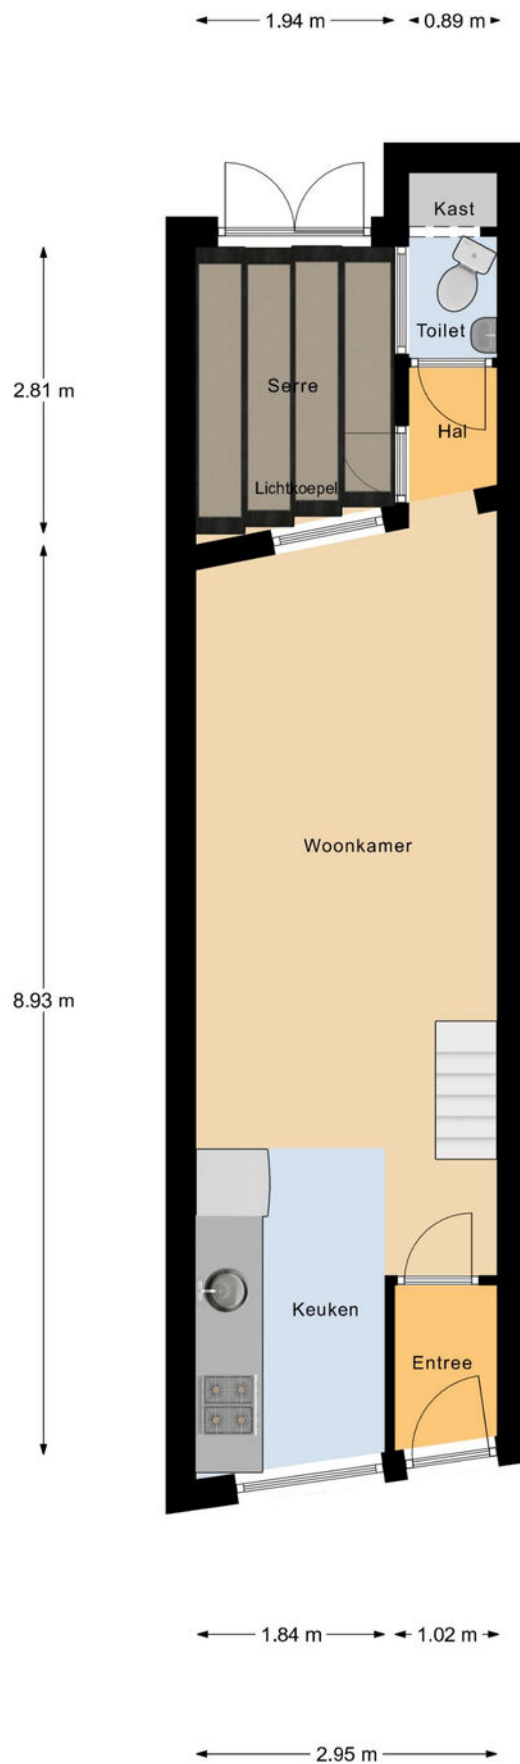 1.94 m
0.89 m
Kast
Toilet
2.81 m
Serre
Hal
Lichtkoepel
Woonkamer
8.93 m
Keuken
Entree
1.84 m
1.02 m
2.95 m